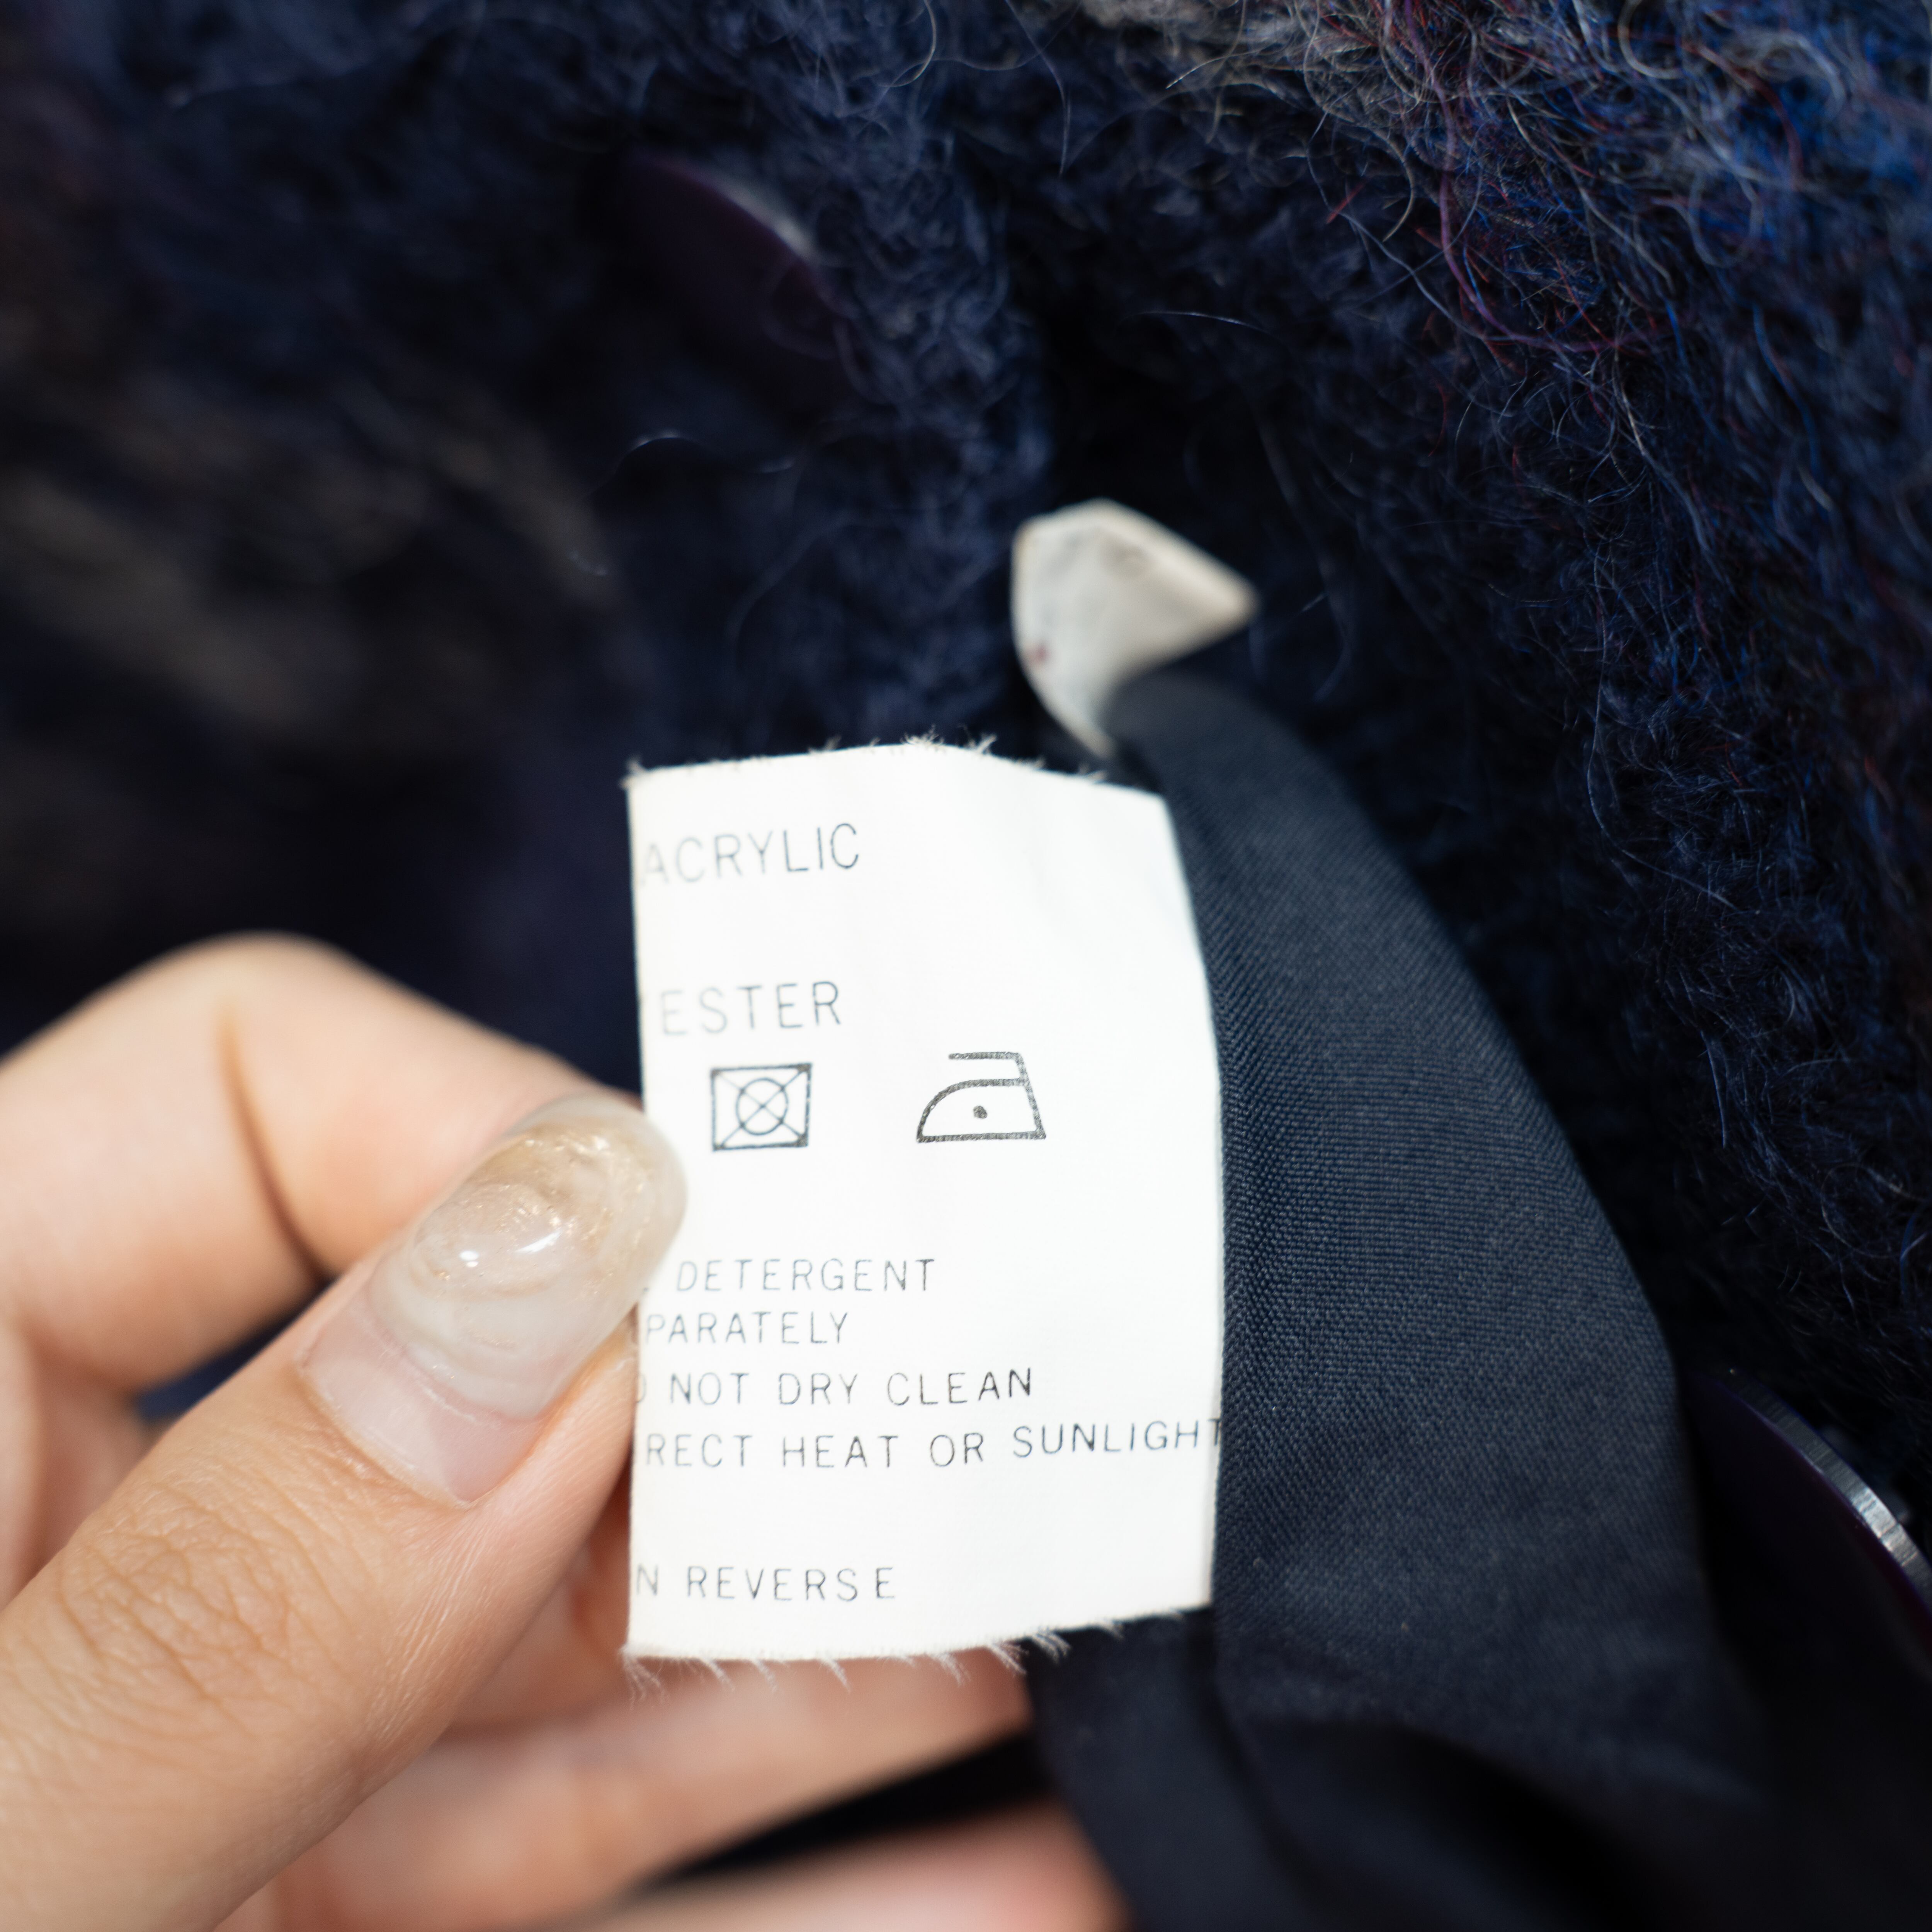 ACRYLIC
ESTER
DETERGENT
PARATELY
NOT DRY CLEAN
RECT HEAT OR SUNLIGHT
N REVERSE